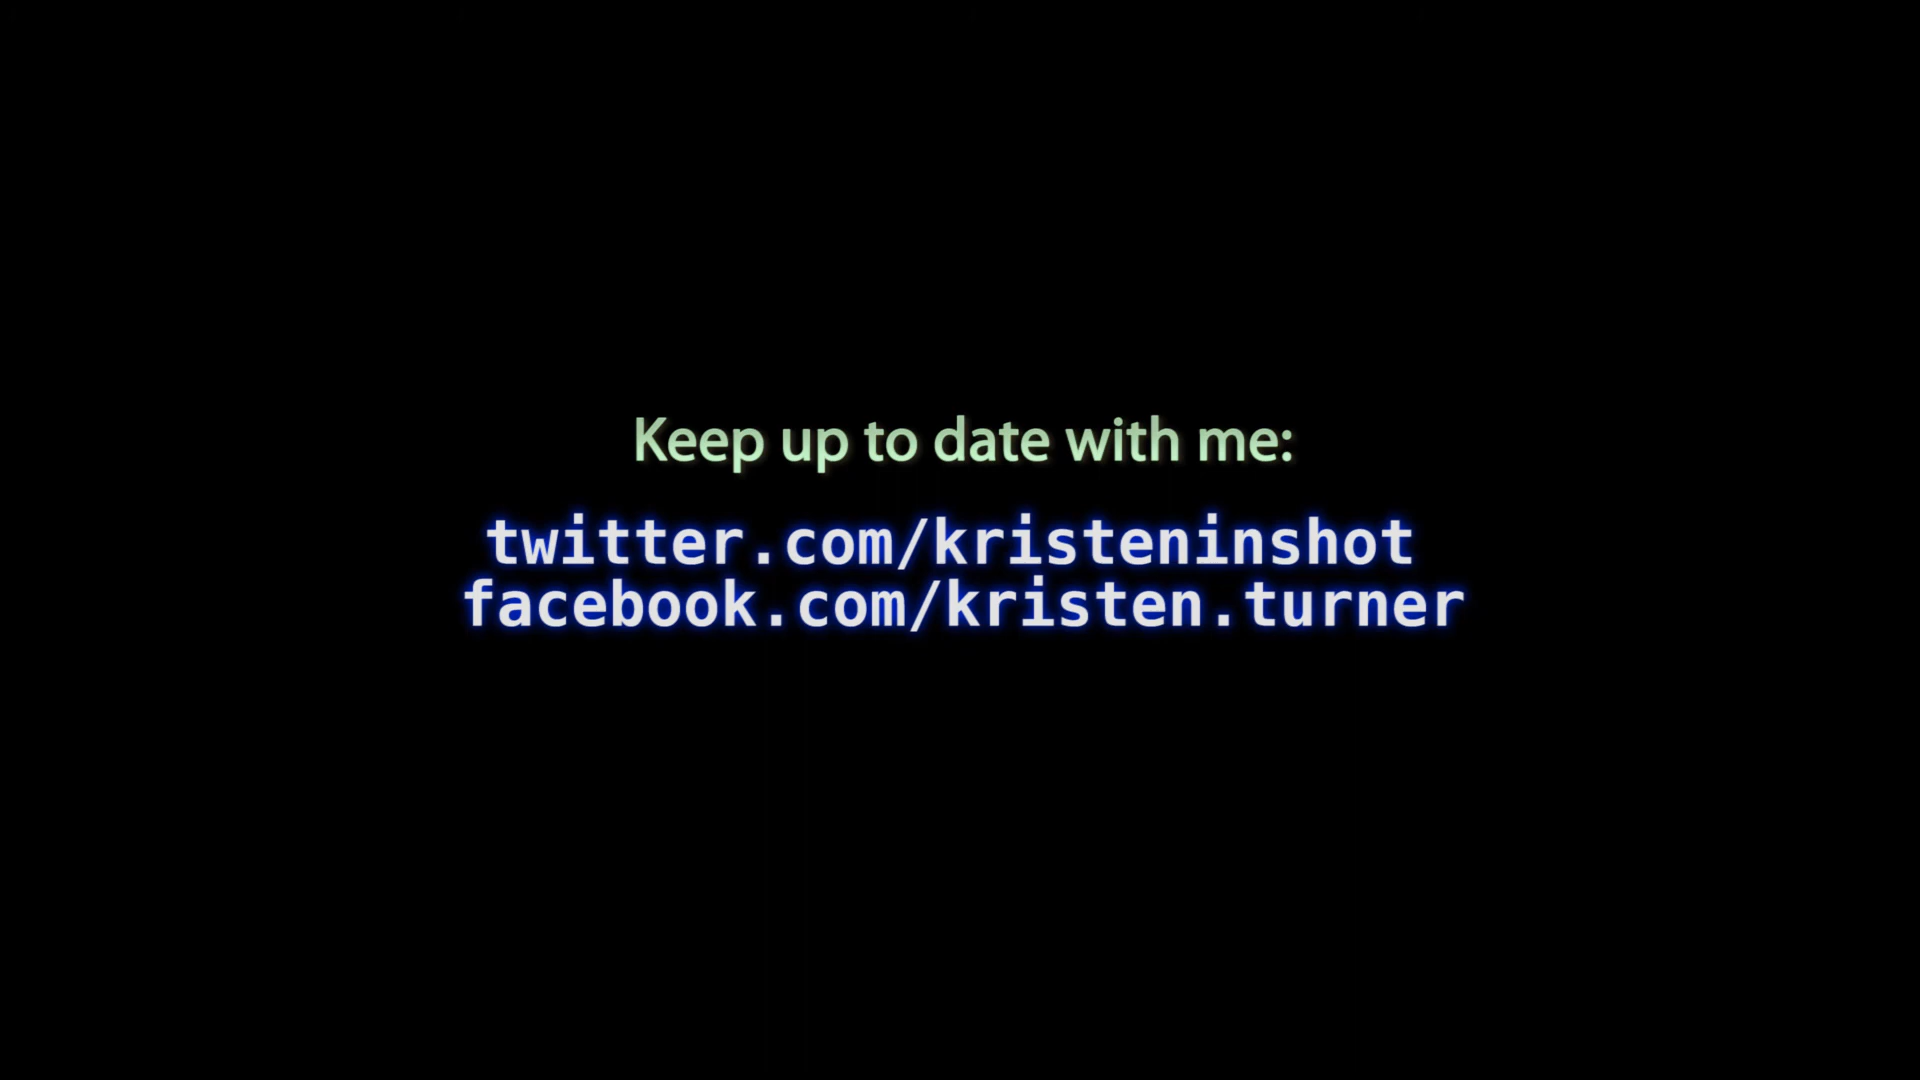 Keep up to date with me:
twitter.com/kristeninshot
facebook.com/kristen.turner